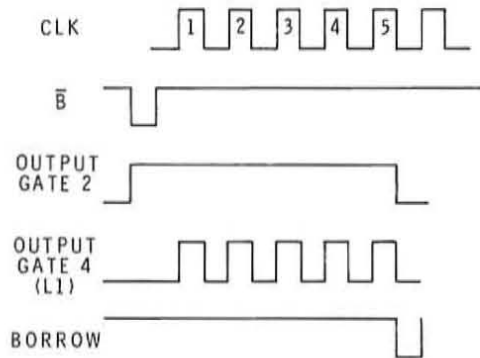 CLK
1 2 3 4 5
B̅
OUTPUT
GATE 2
OUTPUT
GATE 4
(L1)
BORROW